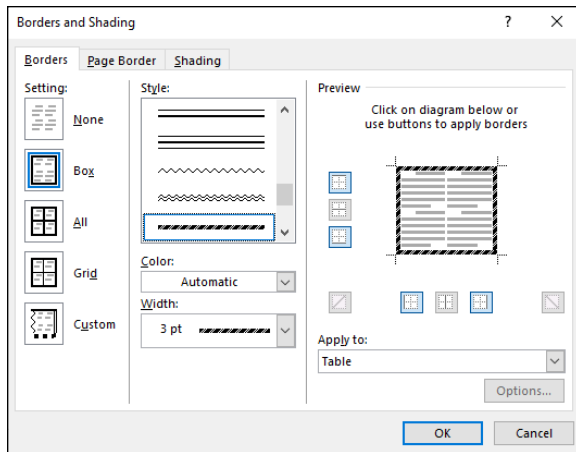 Borders and Shading
?
Borders Page Border Shading
Setting:
None
Box
All
Grid
Custom
Style:
Color:
Automatic
Width:
3 pt
Preview
Click on diagram below or
use buttons to apply borders
Apply to:
Table
Options...
OK Cancel